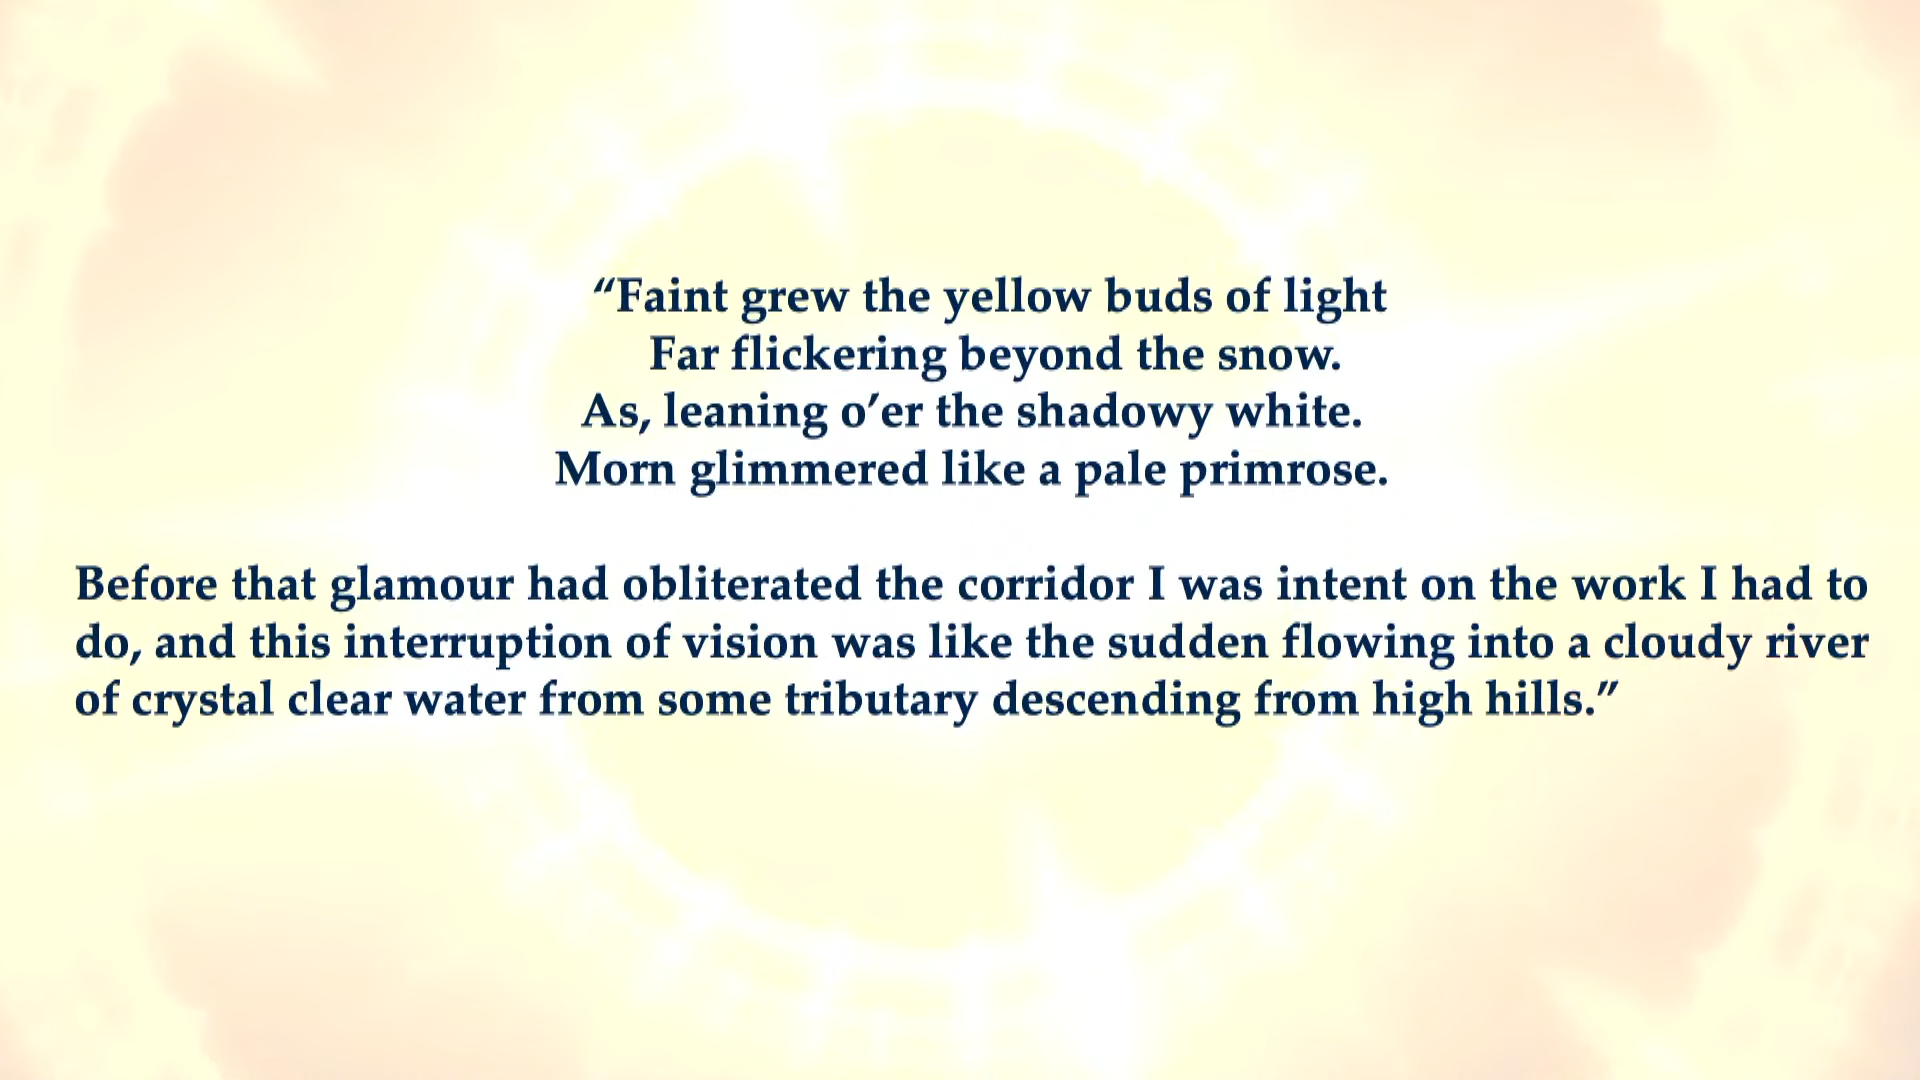 “Faint grew the yellow buds of light
Far flickering beyond the snow.
As, leaning o’er the shadowy white.
Morn glimmered like a pale primrose.
Before that glamour had obliterated the corridor I was intent on the work I had to
do, and this interruption of vision was like the sudden flowing into a cloudy river
of crystal clear water from some tributary descending from high hills.”